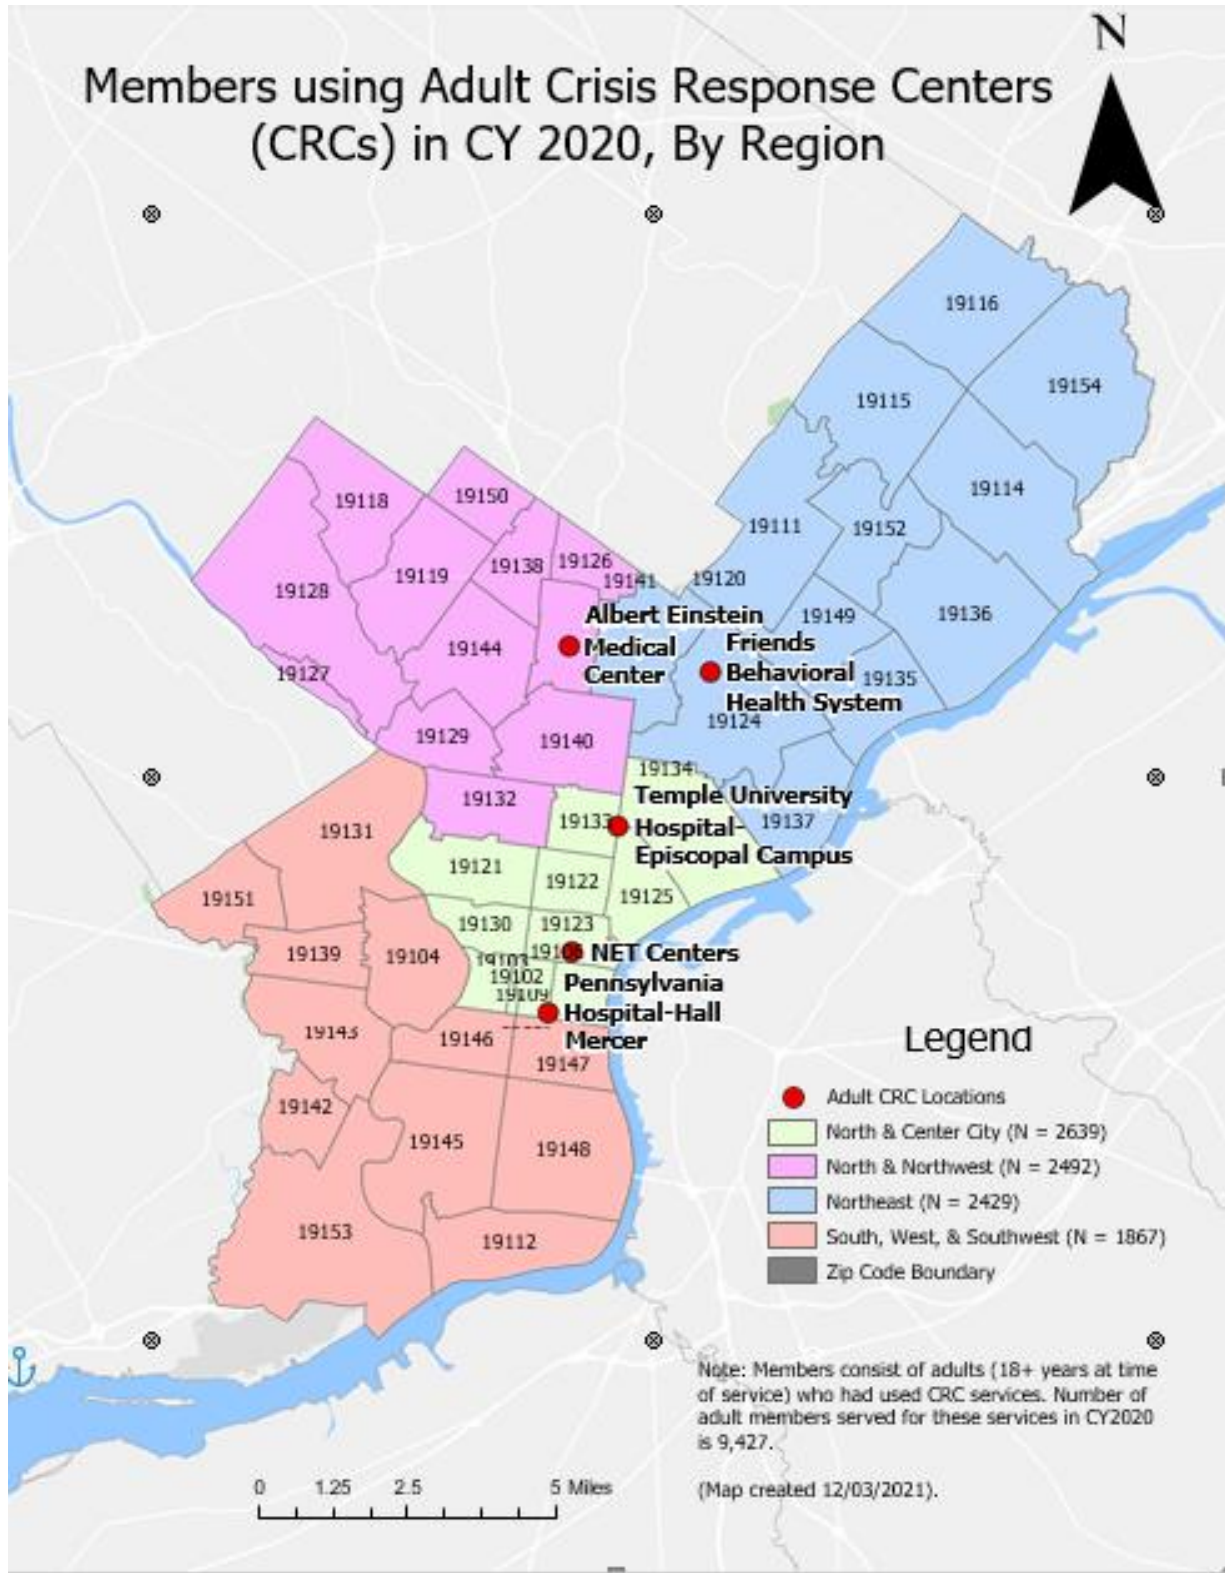 N
Members using Adult Crisis Response Centers
(CRCs) in CY 2020, By Region
19116
19154
19115
19114
19118
19150
19111
19152
19138
19126
19119
19141
19120
19128
19136
19149
Albert Einstein
Medical
Center
19144
Friends
Behavioral
Health System
19127
19135
19124
19129
19140
19134
19132
Temple University
Hospital-
Episcopal Campus
19133
19137
19131
19121
19122
19125
19151
19130
19123
19139
19104
19103
19106
NET Centers
19102
19109
Pennsylvania
Hospital-Hall
Mercer
19143
19146
19147
19142
19145
19148
19153
19112
Legend
Adult CRC Locations
North & Center City (N = 2639)
North & Northwest (N = 2492)
Northeast (N = 2429)
South, West, & Southwest (N = 1867)
Zip Code Boundary
Note: Members consist of adults (18+ years at time
of service) who had used CRC services. Number of
adult members served for these services in CY2020
is 9,427.
(Map created 12/03/2021).
0 1.25 2.5 5 Miles